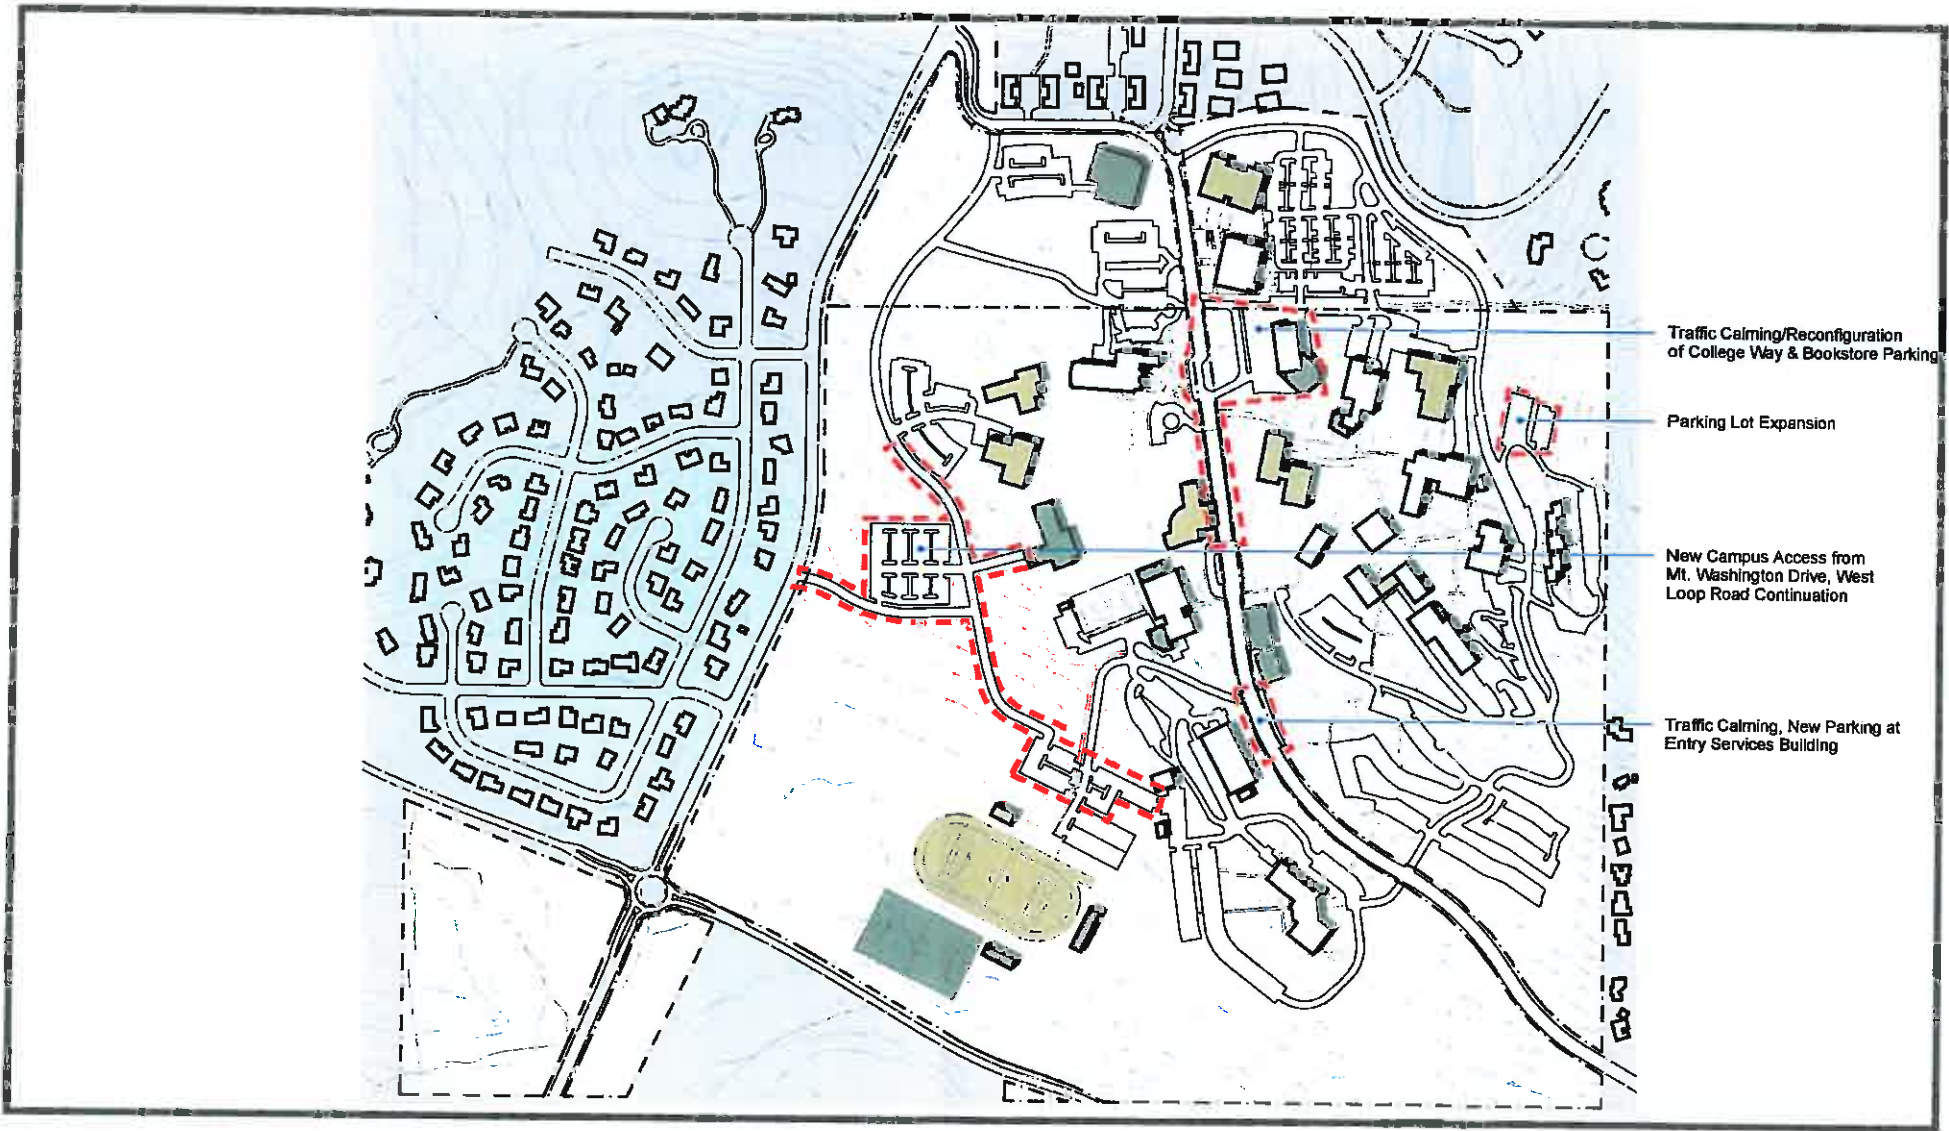 Traffic Calming/Reconfiguration
of College Way & Bookstore Parking
Parking Lot Expansion
New Campus Access from
Mt. Washington Drive, West
Loop Road Continuation
Traffic Calming, New Parking at
Entry Services Building